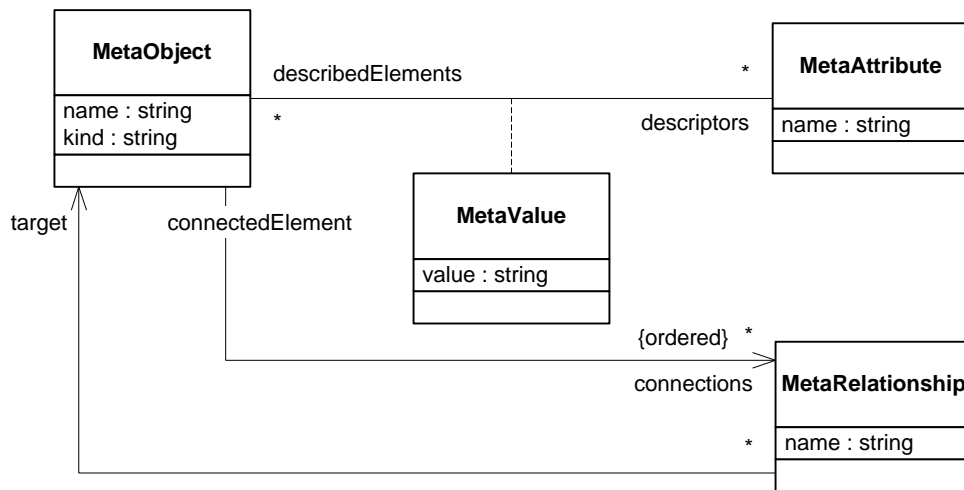 MetaObject
name : string
kind : string
describedElements
*
*
descriptors
MetaAttribute
name : string
target
connectedElement
MetaValue
value : string
{ordered} *
connections
MetaRelationship
name : string
*